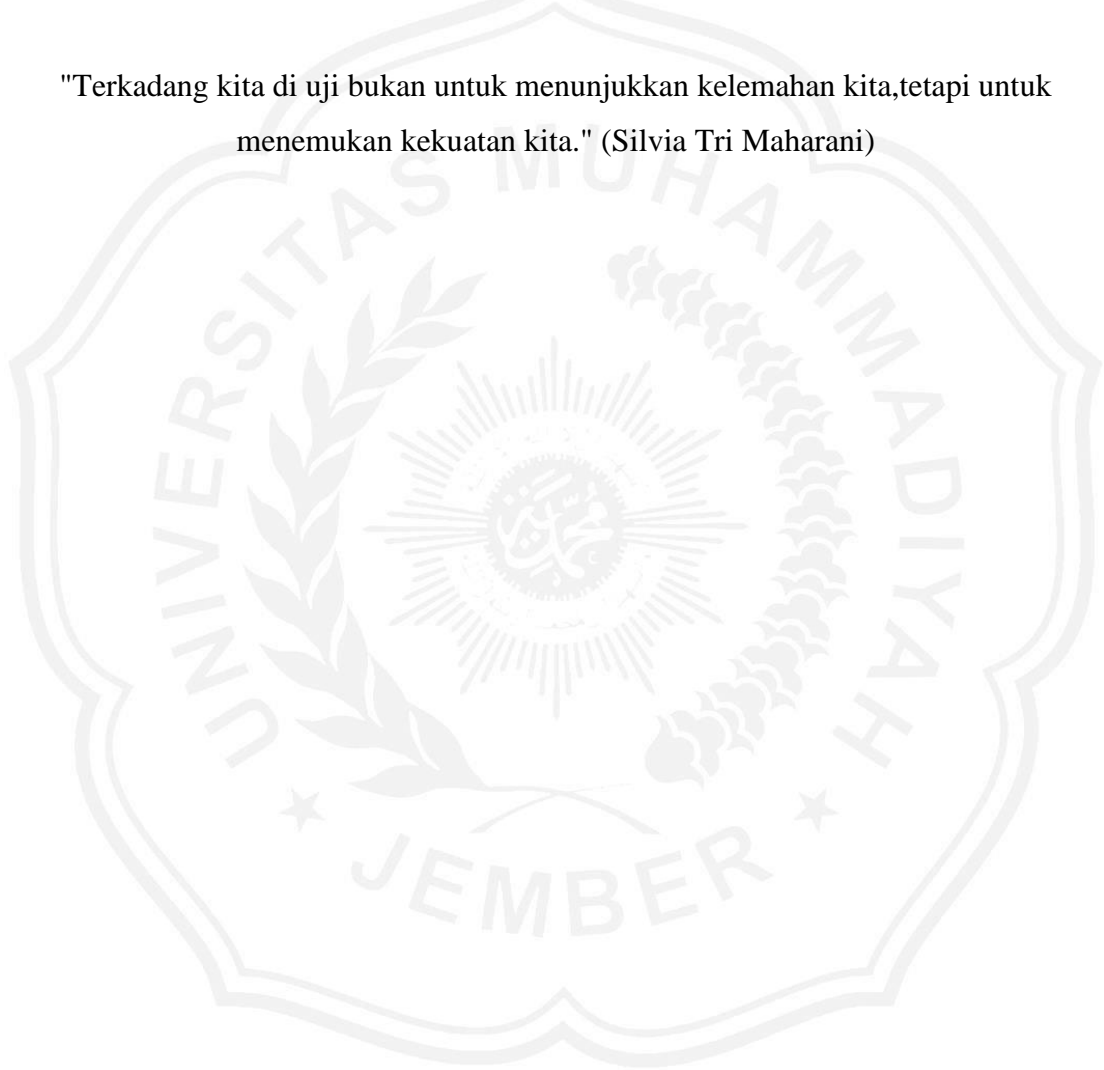 "Terkadang kita di uji bukan untuk menunjukkan kelemahan kita,tetapi untuk
menemukan kekuatan kita." (Silvia Tri Maharani)
UNIVERSITAS MUHAMMADIYAH
JEMBER